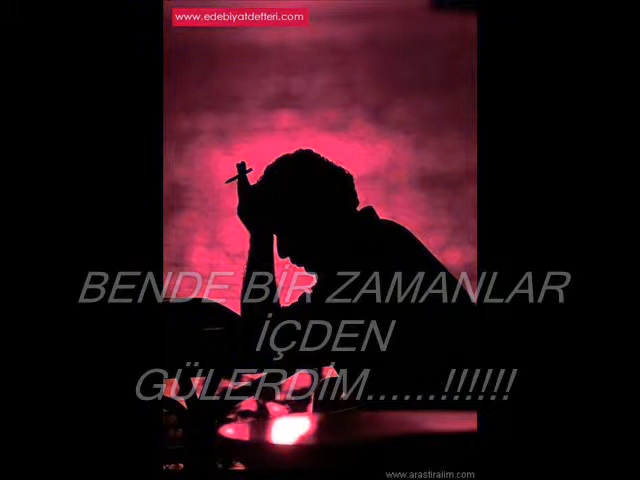 www.edebiyatdefteri.com
BENDE BİR ZAMANLAR
İÇDEN
GÜLERDİM......!!!!!!
www.arastiralim.com